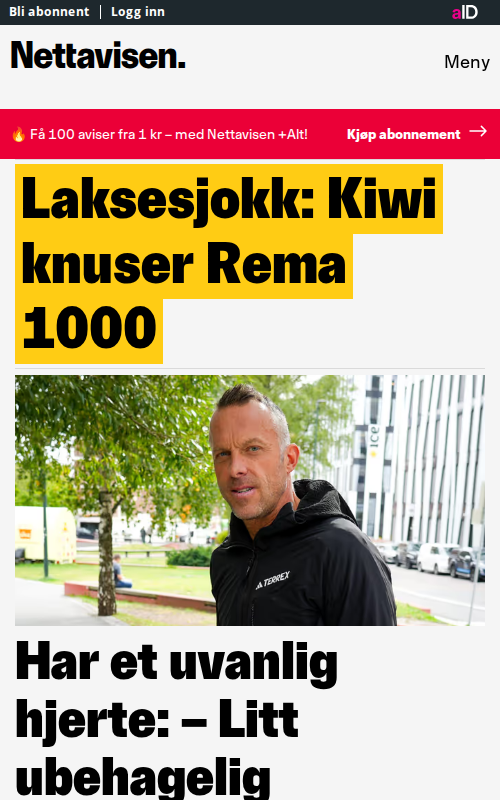 Bli abonnent | Logg inn
aID
Nettavisen.
Meny
🔥 Få 100 aviser fra 1 kr – med Nettavisen +Alt!
Kjøp abonnement →
Laksesjokk: Kiwi
knuser Rema
1000
ICE
TERREX
Har et uvanlig
hjerte: – Litt
ubehagelig